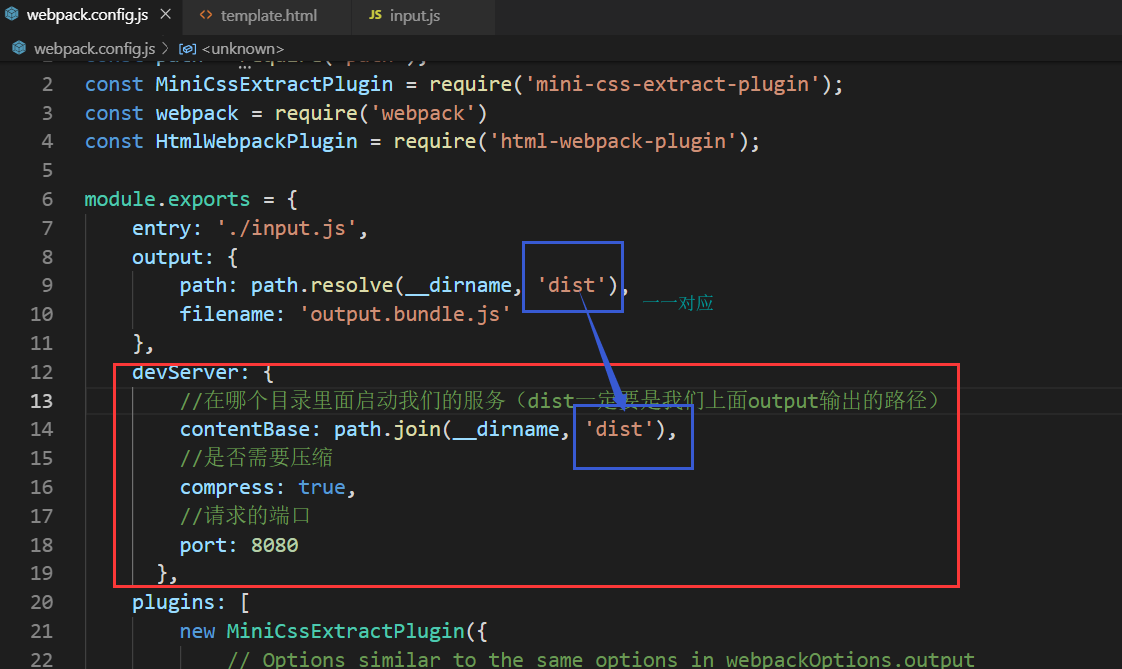 webpack.config.js template.html JS input.js
webpack.config.js > <unknown>
2 const MiniCssExtractPlugin = require('mini-css-extract-plugin');
3 const webpack = require('webpack')
4 const HtmlWebpackPlugin = require('html-webpack-plugin');
5
6 module.exports = {
7 entry: './input.js',
8 output: {
9 path: path.resolve(__dirname, 'dist'),
一一对应
10 filename: 'output.bundle.js'
11 },
12 devServer: {
13 //在哪个目录里面启动我们的服务（dist一定要是我们上面output输出的路径）
14 contentBase: path.join(__dirname, 'dist'),
15 //是否需要压缩
16 compress: true,
17 //请求的端口
18 port: 8080
19 },
20 plugins: [
21 new MiniCssExtractPlugin({
22 // Options similar to the same options in webpackOptions.output